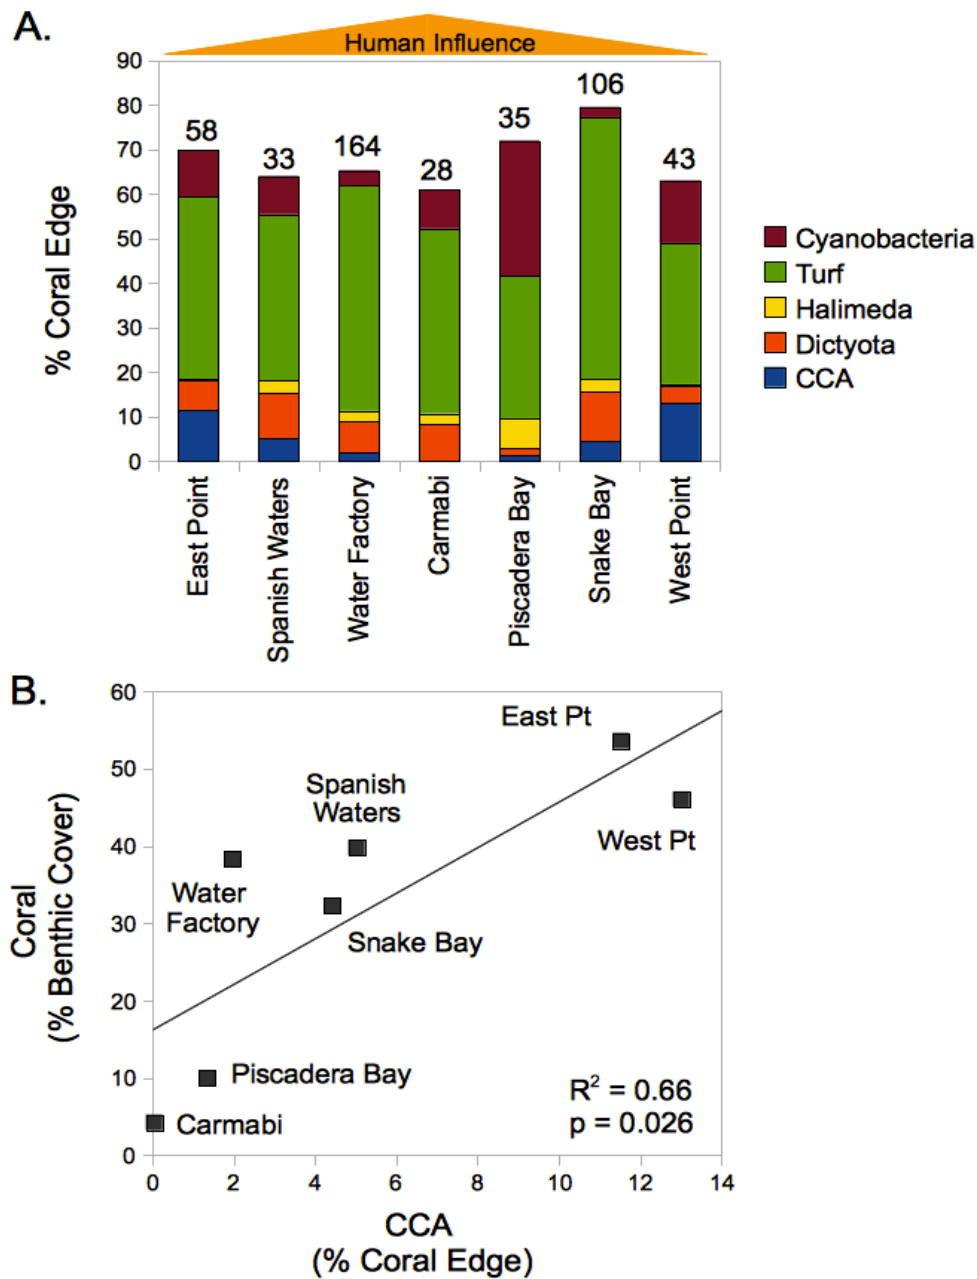 A.
Human Influence
% Coral Edge
90
80
70
60
50
40
30
20
10
0
58
33
164
28
35
106
43
East Point
Spanish Waters
Water Factory
Carmabi
Piscadera Bay
Snake Bay
West Point
Cyanobacteria
Turf
Halimeda
Dictyota
CCA
B.
Coral
(% Benthic Cover)
60
50
40
30
20
10
0
East Pt
Spanish
Waters
West Pt
Water
Factory
Snake Bay
Piscadera Bay
Carmabi
R² = 0.66
p = 0.026
0 2 4 6 8 10 12 14
CCA
(% Coral Edge)